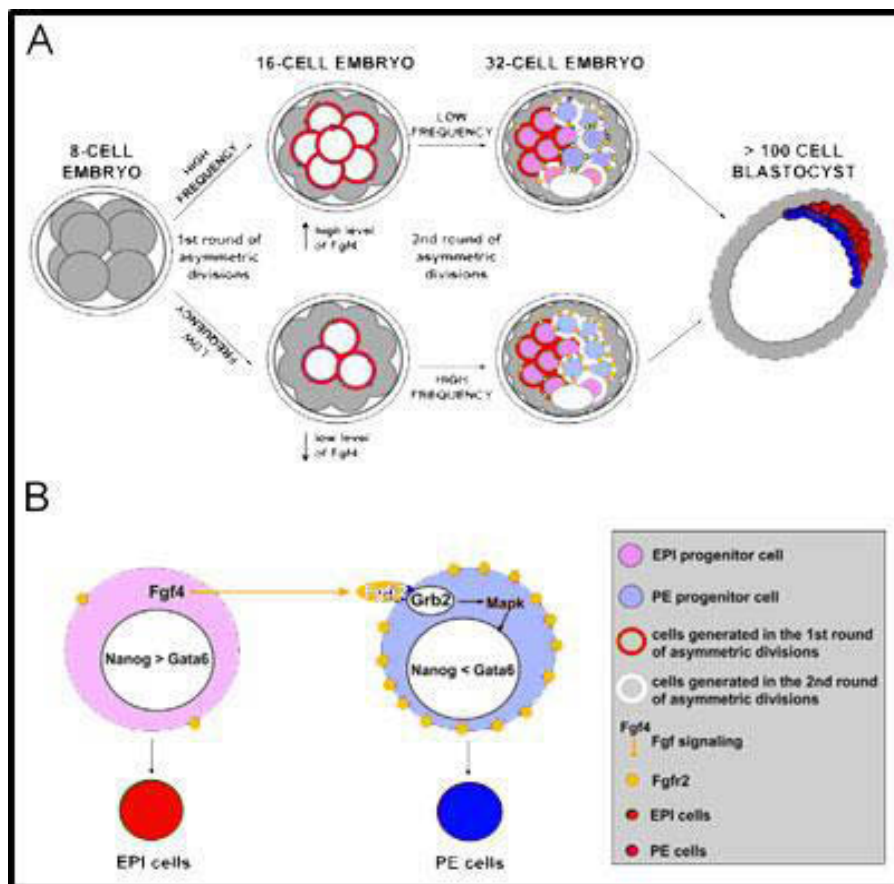 A
16-CELL EMBRYO
32-CELL EMBRYO
8-CELL
EMBRYO
HIGH
FREQUENCY
LOW
FREQUENCY
> 100 CELL
BLASTOCYST
1st round of
asymmetric
divisions
high level
of Fgf4
2nd round of
asymmetric
divisions
LOW
FREQUENCY
HIGH
FREQUENCY
low level
of Fgf4
B
Fgf4
Grb2
Mapk
Nanog > Gata6
Nanog < Gata6
EPI cells
PE cells
EPI progenitor cell
PE progenitor cell
cells generated in the 1st round
of asymmetric divisions
cells generated in the 2nd round
of asymmetric divisions
Fgf4
Fgf signaling
Fgfr2
EPI cells
PE cells